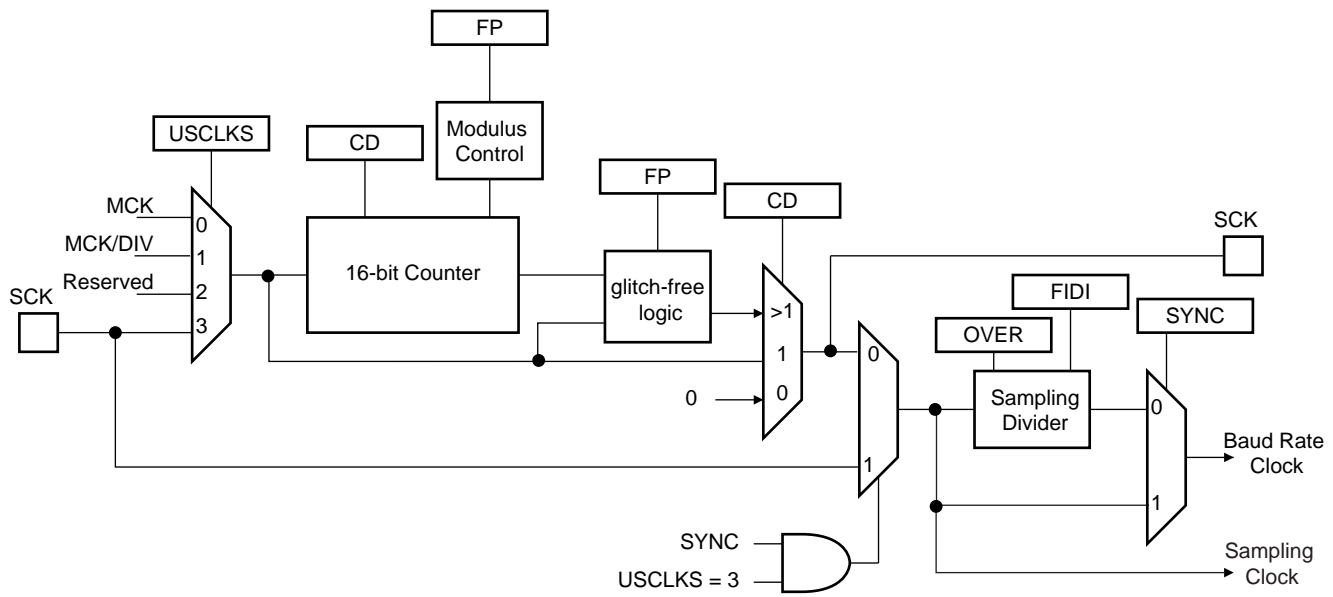 FP
Modulus
Control
USCLKS
CD
FP
CD
MCK
0
MCK/DIV
1
Reserved
2
SCK
3
16-bit Counter
glitch-free
logic
>1
1
0
0
SCK
FIDI
OVER
SYNC
0
1
Sampling
Divider
0
1
Baud Rate
Clock
SYNC
USCLKS = 3
Sampling
Clock